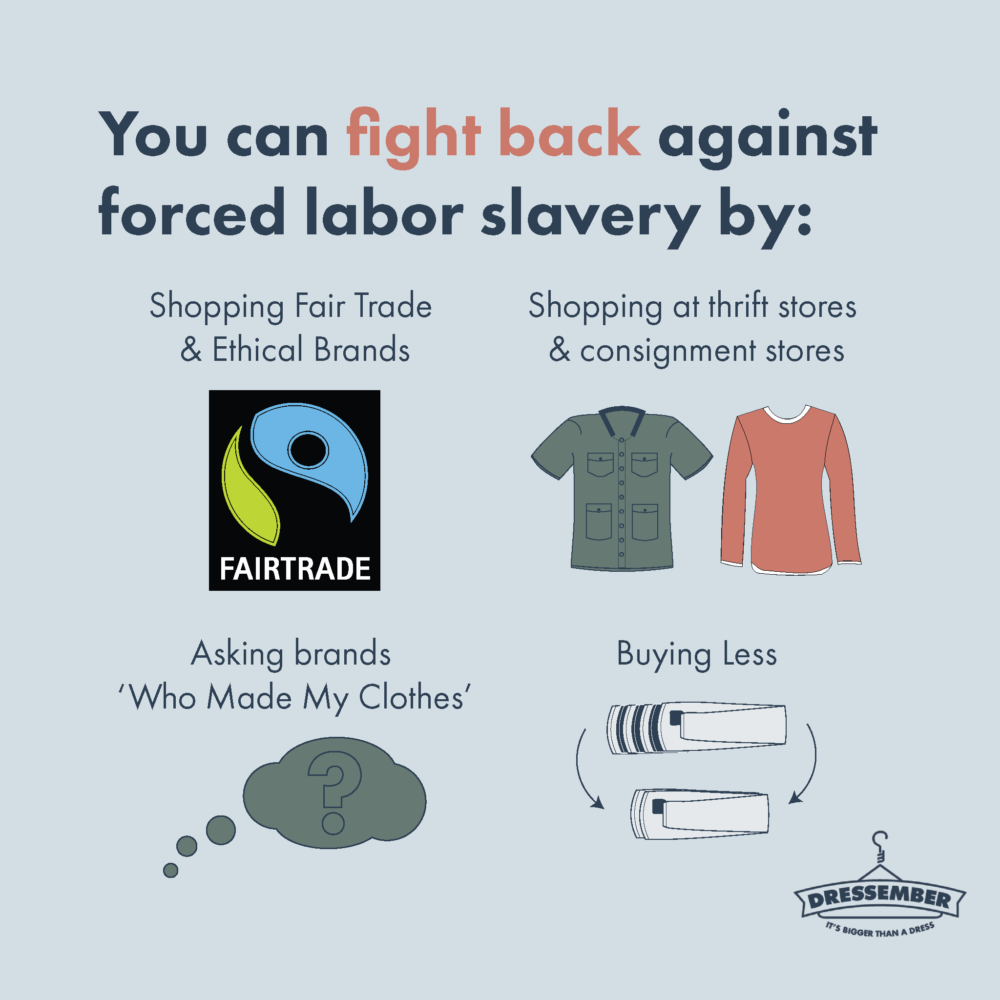 You can fight back against
forced labor slavery by:
Shopping Fair Trade
& Ethical Brands
FAIRTRADE
Shopping at thrift stores
& consignment stores
Asking brands
‘Who Made My Clothes‘
?
Buying Less
DRESSEMBER
IT'S BIGGER THAN A DRESS